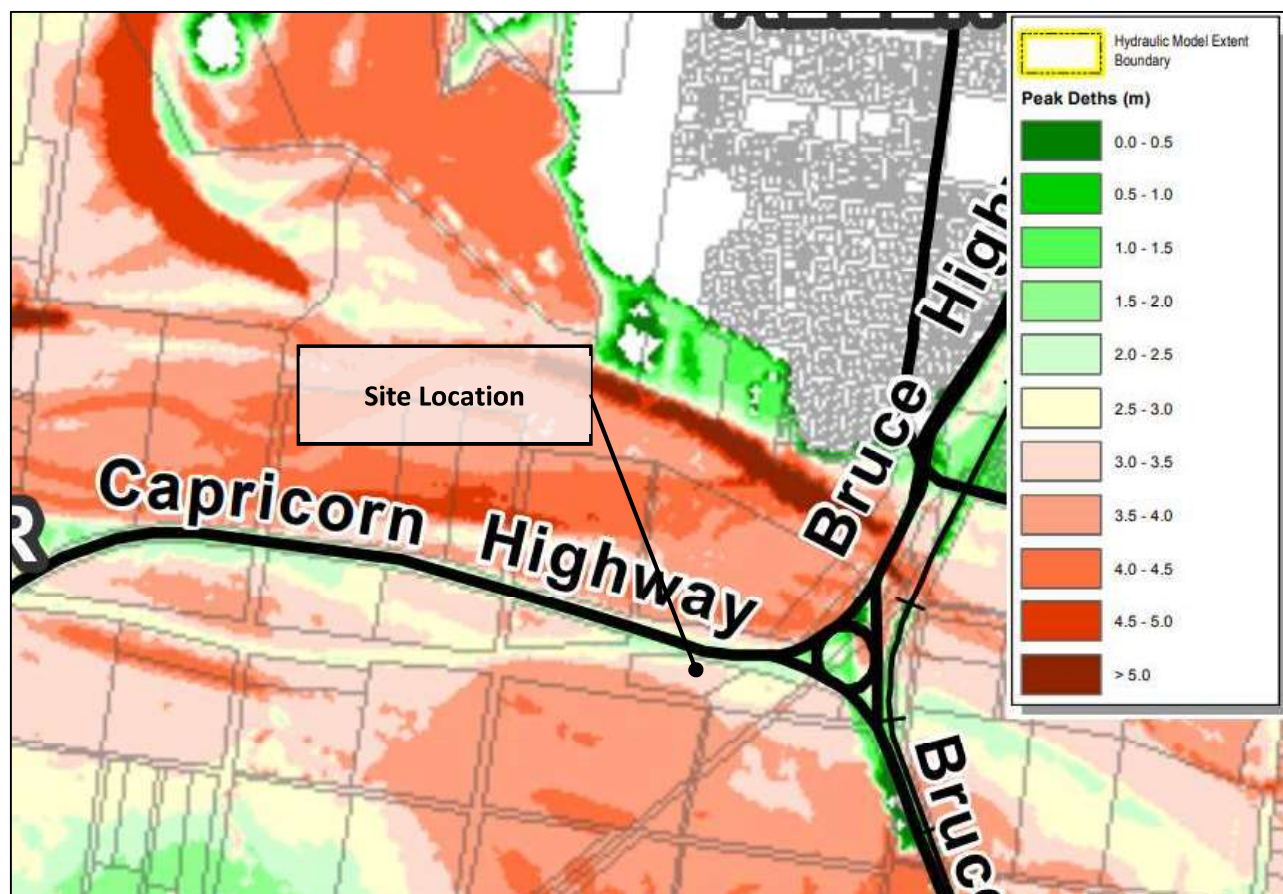 Hydraulic Model Extent
Boundary
Peak Deths (m)
0.0 - 0.5
0.5 - 1.0
1.0 - 1.5
1.5 - 2.0
2.0 - 2.5
2.5 - 3.0
3.0 - 3.5
3.5 - 4.0
4.0 - 4.5
4.5 - 5.0
> 5.0
Bruce High
Site Location
Capricorn Highway
R
Bruce